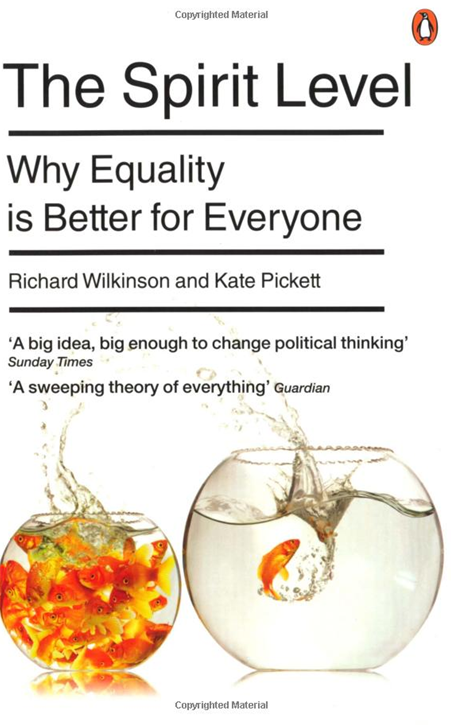 Copyrighted Material
The Spirit Level
Why Equality
is Better for Everyone
Richard Wilkinson and Kate Pickett
‘A big idea, big enough to change political thinking’
Sunday Times
‘A sweeping theory of everything’ Guardian
Copyrighted Material